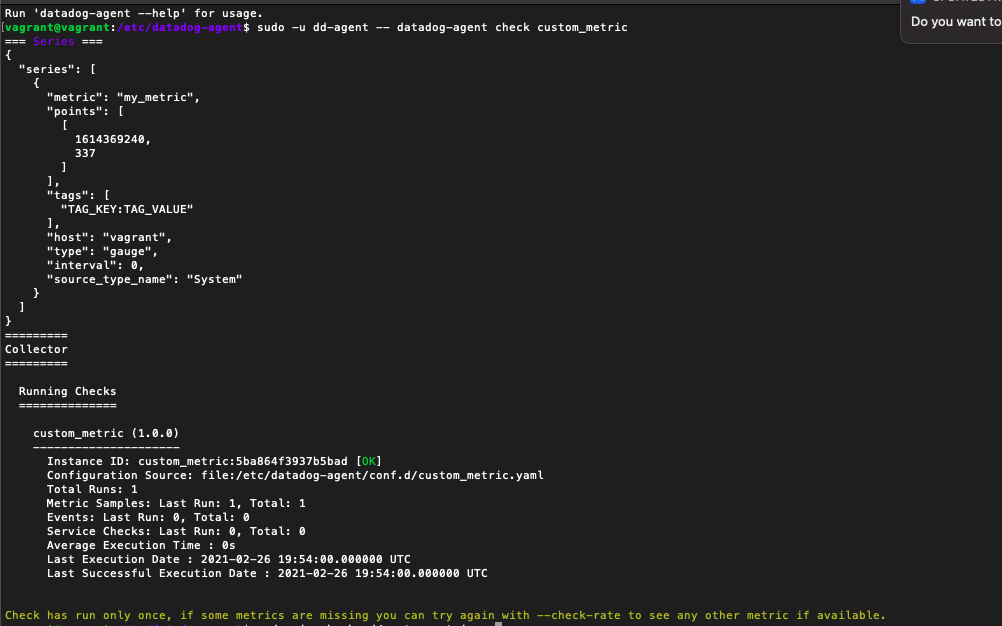 Run 'datadog-agent --help' for usage.
[vagrant@vagrant:/etc/datadog-agent$ sudo -u dd-agent -- datadog-agent check custom_metric
Do you want to
=== Series ===
{
  "series": [
    {
      "metric": "my_metric",
      "points": [
        [
          1614369240,
          337
        ]
      ],
      "tags": [
        "TAG_KEY:TAG_VALUE"
      ],
      "host": "vagrant",
      "type": "gauge",
      "interval": 0,
      "source_type_name": "System"
    }
  ]
}
=========
Collector
=========
  Running Checks
  ==============
    custom_metric (1.0.0)
    ---------------------
      Instance ID: custom_metric:5ba864f3937b5bad [OK]
      Configuration Source: file:/etc/datadog-agent/conf.d/custom_metric.yaml
      Total Runs: 1
      Metric Samples: Last Run: 1, Total: 1
      Events: Last Run: 0, Total: 0
      Service Checks: Last Run: 0, Total: 0
      Average Execution Time : 0s
      Last Execution Date : 2021-02-26 19:54:00.000000 UTC
      Last Successful Execution Date : 2021-02-26 19:54:00.000000 UTC
Check has run only once, if some metrics are missing you can try again with --check-rate to see any other metric if available.